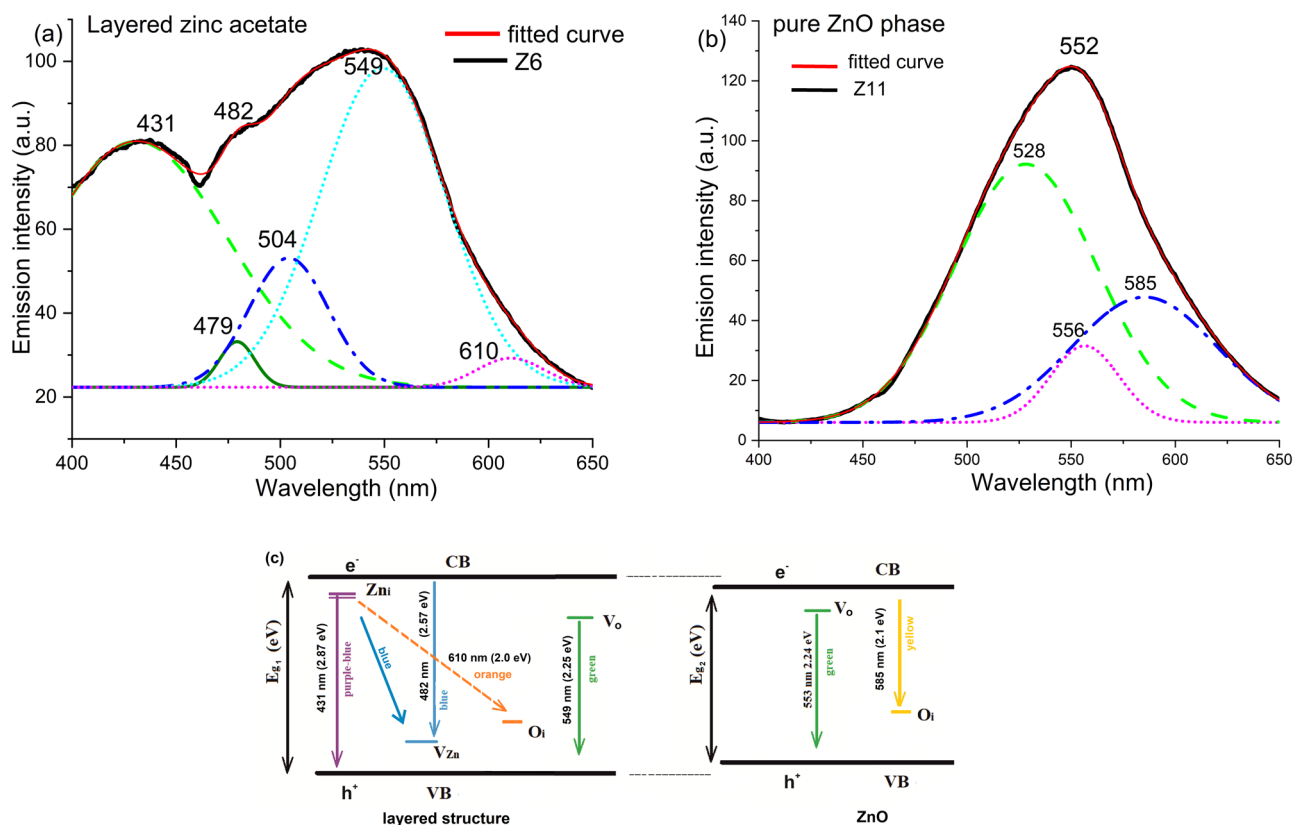 (a) Layered zinc acetate
fitted curve
Z6
431
482
549
504
479
610
100
80
60
40
20
400 450 500 550 600 650
Emission intensity (a.u.)
Wavelength (nm)
(b) pure ZnO phase
fitted curve
Z11
552
528
585
556
140
120
100
80
60
40
20
0
400 450 500 550 600 650
Emission intensity (a.u.)
Wavelength (nm)
(c)
e- CB
Zni
Eg1 (eV)
431 nm (2.87 eV)
purple-blue
blue
482 nm (2.57 eV)
blue
610 nm (2.0 eV)
orange
VZn
Oi
Vo
549 nm (2.25 eV)
green
h+ VB
layered structure
e- CB
Eg2 (eV)
Vo
553 nm 2.24 eV
green
585 nm (2.1 eV)
yellow
Oi
h+ VB
ZnO